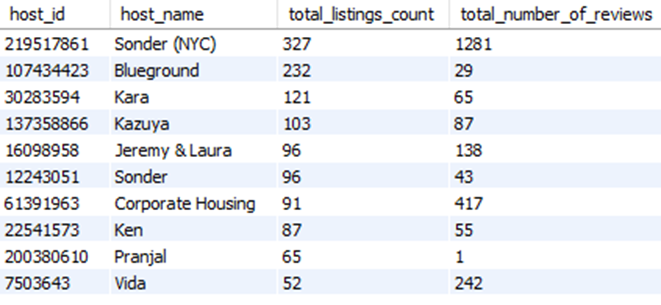 host_id host_name total_listings_count total_number_of_reviews
219517861 Sonder (NYC) 327 1281
107434423 Blueground 232 29
30283594 Kara 121 65
137358866 Kazuya 103 87
16098958 Jeremy & Laura 96 138
12243051 Sonder 96 43
61391963 Corporate Housing 91 417
22541573 Ken 87 55
200380610 Pranjal 65 1
7503643 Vida 52 242